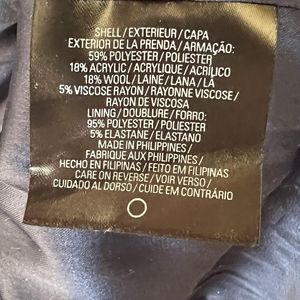 SHELL / EXTERIEUR / CAPA
EXTERIOR DE LA PRENDA / ARMAÇÃO:
59% POLYESTER / POLIESTER
18% ACRYLIC / ACRYLIQUE / ACRÍLICO
18% WOOL / LAINE / LANA / LÃ
5% VISCOSE RAYON / RAYONNE VISCOSE /
RAYON DE VISCOSA
LINING / DOUBLURE / FORRO:
95% POLYESTER / POLIESTER
5% ELASTANE / ELASTANO
MADE IN PHILIPPINES /
FABRIQUE AUX PHILIPPINES /
HECHO EN FILIPINAS / FEITO EM FILIPINAS
CARE ON REVERSE / VOIR VERSO /
CUIDADO AL DORSO / CUIDE EM CONTRÁRIO